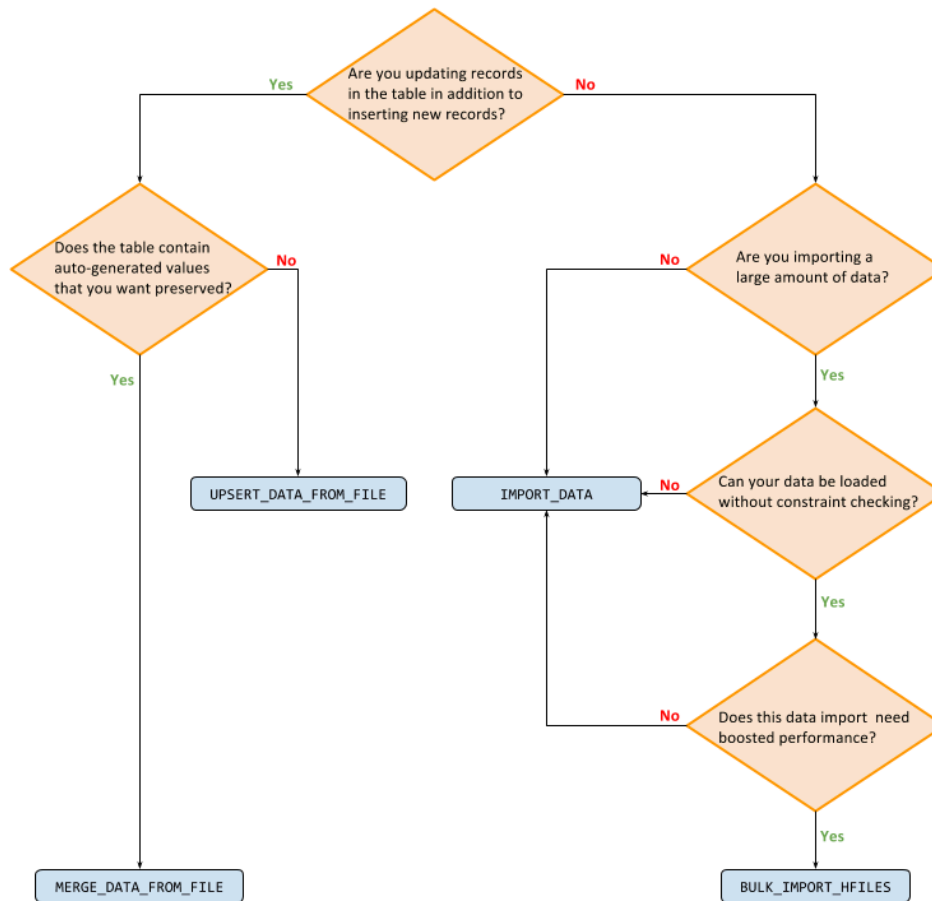 Are you updating records
in the table in addition to
inserting new records?
Yes
No
Does the table contain
auto-generated values
that you want preserved?
No
Yes
Are you importing a
large amount of data?
No
Yes
UPSERT_DATA_FROM_FILE
IMPORT_DATA
Can your data be loaded
without constraint checking?
No
Yes
Does this data import need
boosted performance?
No
Yes
MERGE_DATA_FROM_FILE
BULK_IMPORT_HFILES